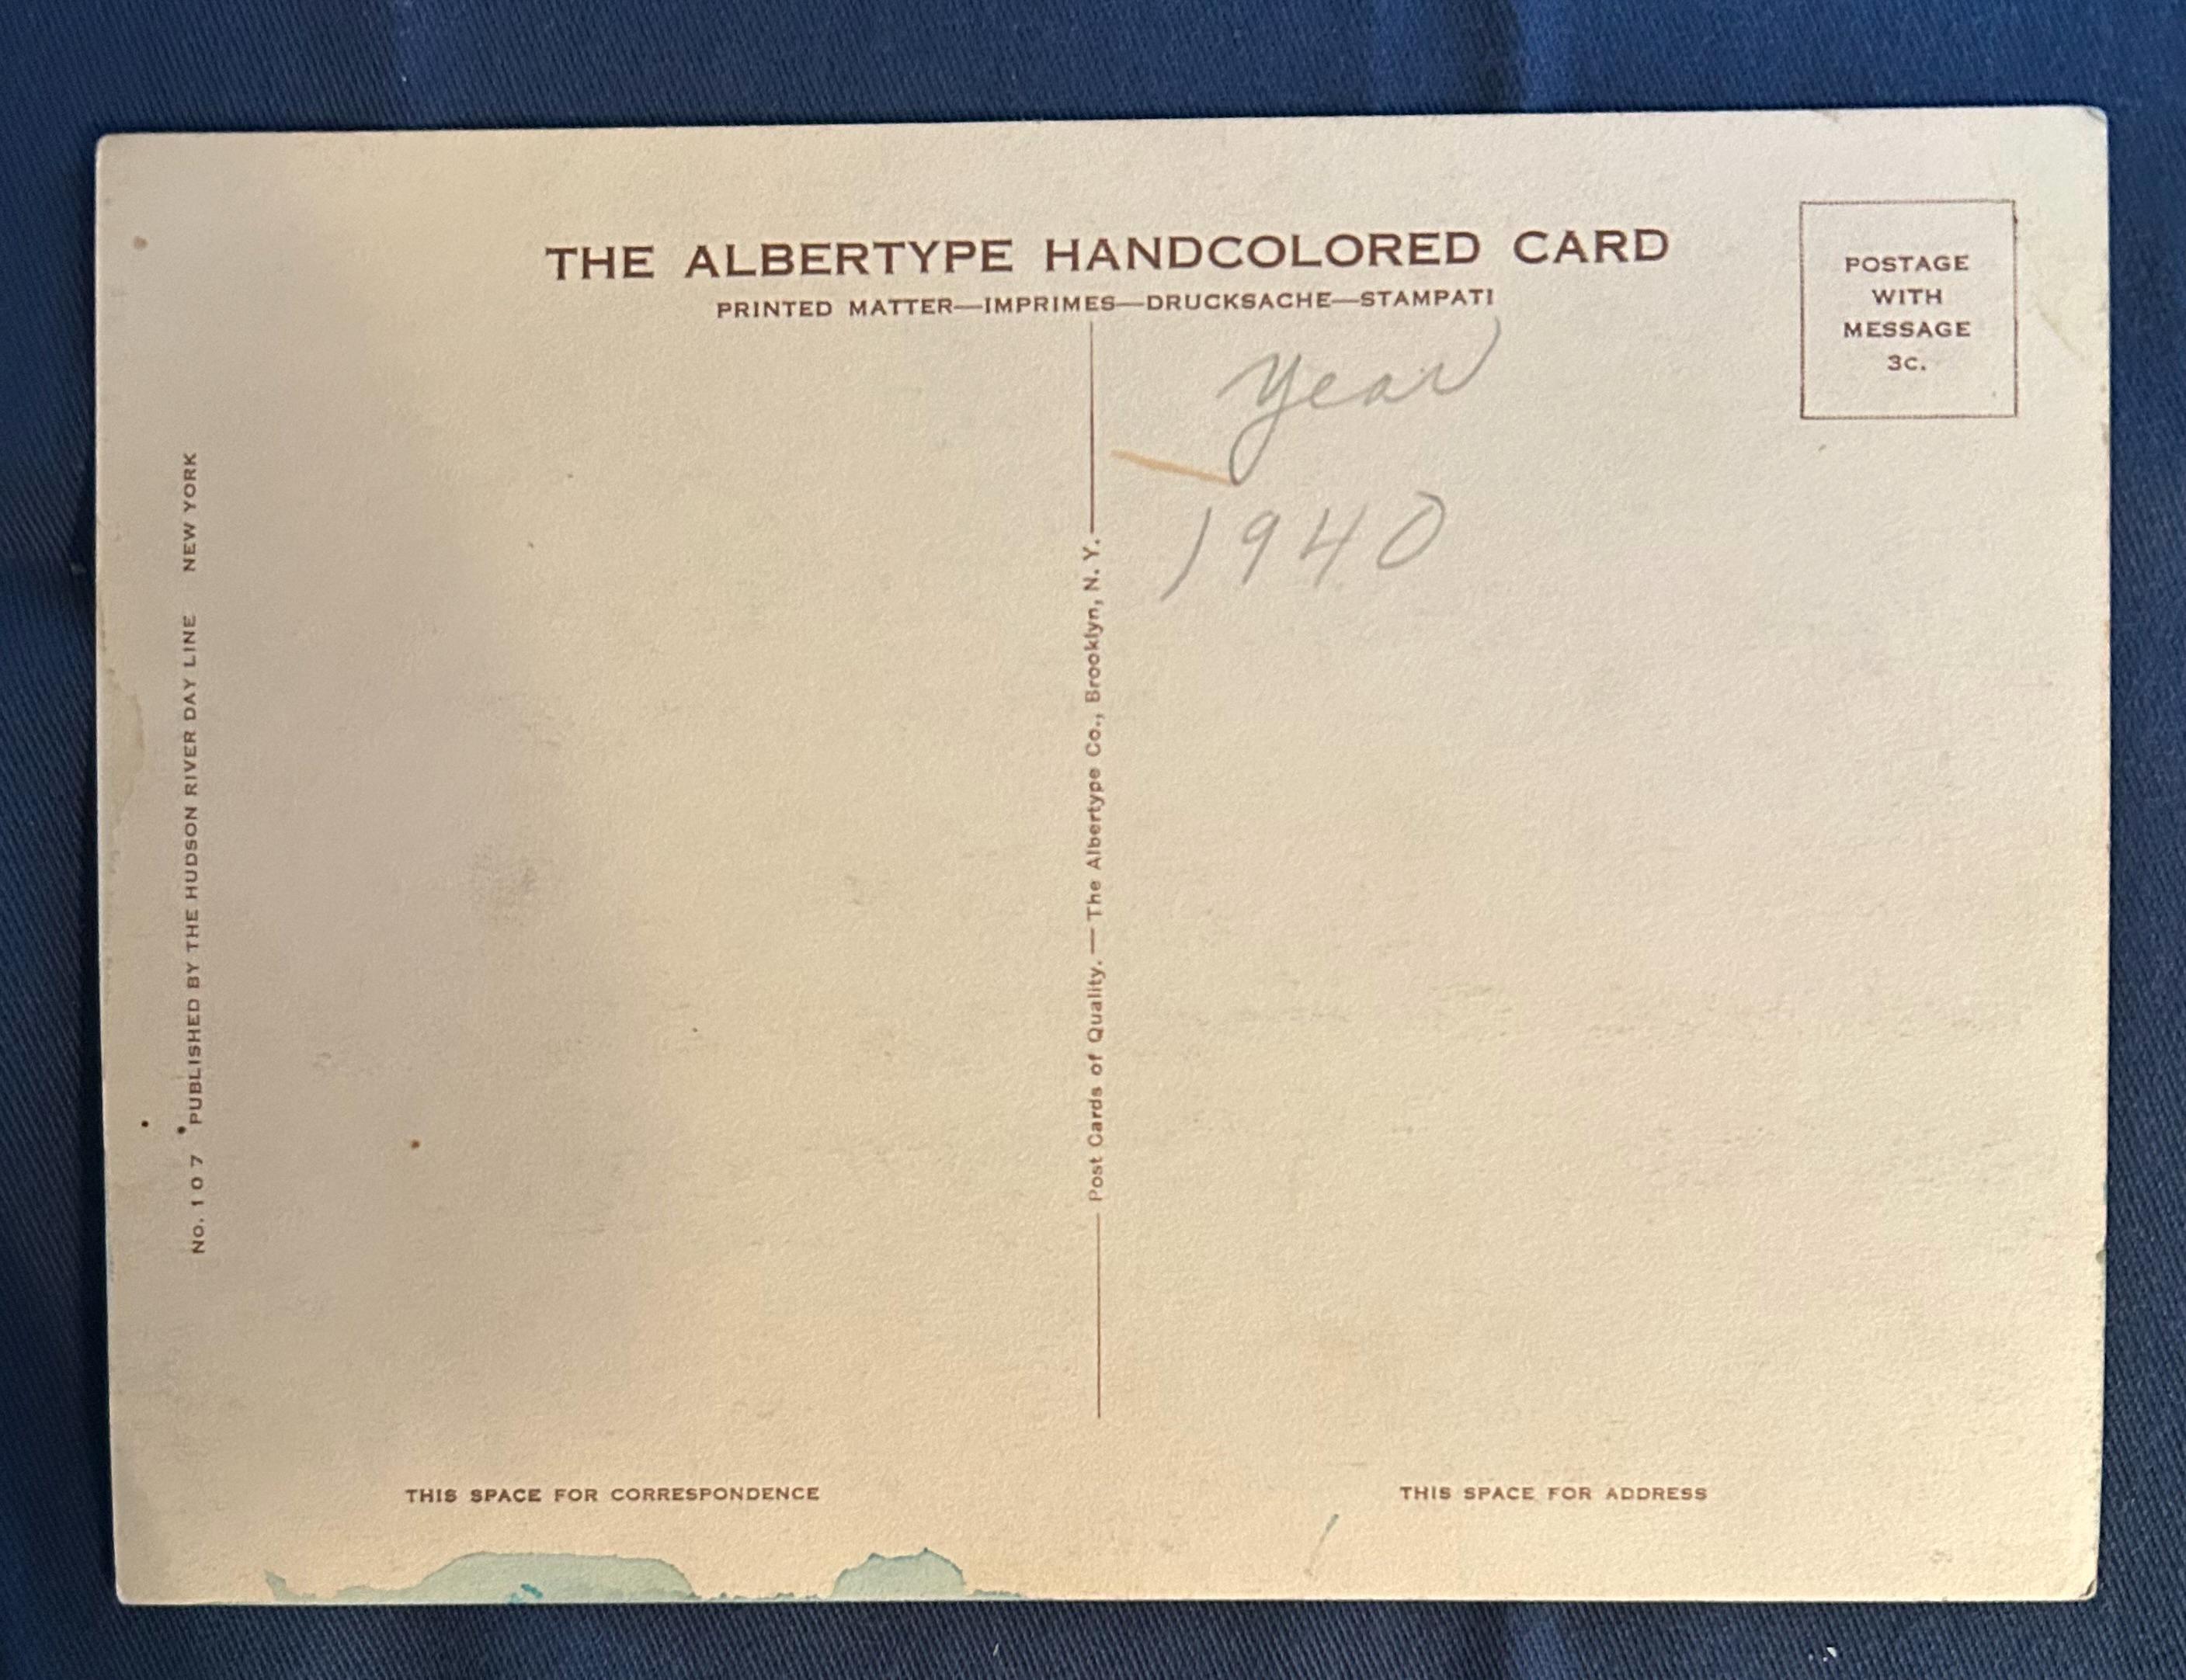 THE ALBERTYPE HANDCOLORED CARD
PRINTED MATTER—IMPRIMES—DRUCKSACHE—STAMPATI
POSTAGE
WITH
MESSAGE
3c.
Year
1940
No. 107 PUBLISHED BY THE HUDSON RIVER DAY LINE NEW YORK
Post Cards of Quality. — The Albertype Co., Brooklyn, N. Y.
THIS SPACE FOR CORRESPONDENCE
THIS SPACE FOR ADDRESS